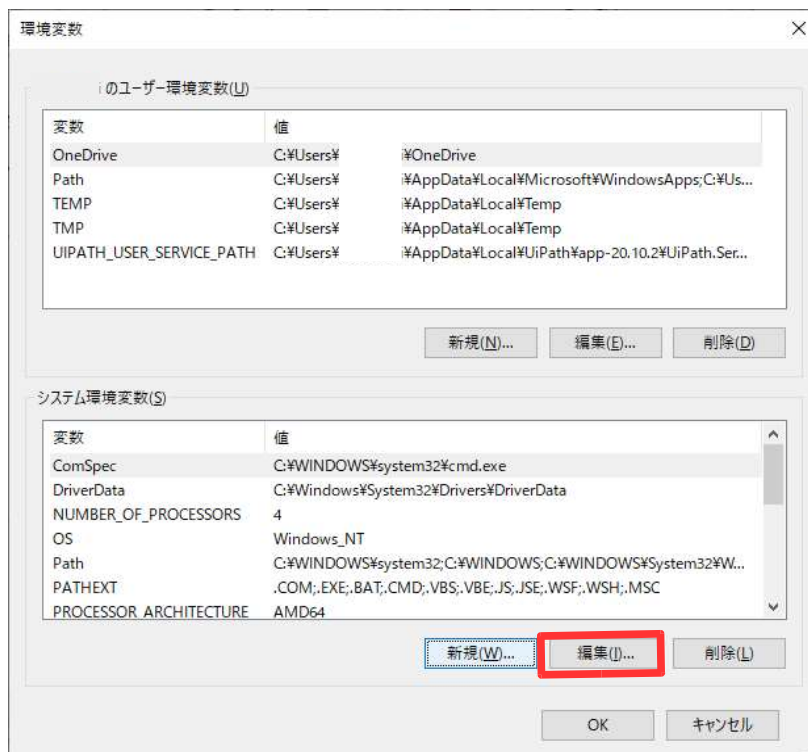 環境変数
iのユーザー環境変数(U)
変数 値
OneDrive C:¥Users¥ i¥OneDrive
Path C:¥Users¥ i¥AppData¥Local¥Microsoft¥WindowsApps;C:¥Us...
TEMP C:¥Users¥ i¥AppData¥Local¥Temp
TMP C:¥Users¥ i¥AppData¥Local¥Temp
UIPATH_USER_SERVICE_PATH C:¥Users¥ i¥AppData¥Local¥UiPath¥app-20.10.2¥UiPath.Ser...
新規(N)... 編集(E)... 削除(D)
システム環境変数(S)
変数 値
ComSpec C:¥WINDOWS¥system32¥cmd.exe
DriverData C:¥Windows¥System32¥Drivers¥DriverData
NUMBER_OF_PROCESSORS 4
OS Windows_NT
Path C:¥WINDOWS¥system32;C:¥WINDOWS;C:¥WINDOWS¥System32¥W...
PATHEXT .COM;.EXE;.BAT;.CMD;.VBS;.VBE;.JS;.JSE;.WSF;.WSH;.MSC
PROCESSOR_ARCHITECTURE AMD64
新規(W)... 編集(I)... 削除(L)
OK キャンセル